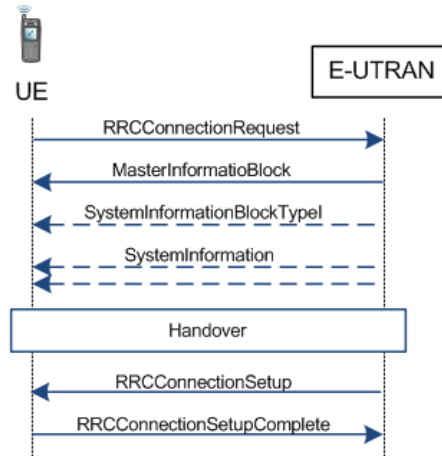 UE
E-UTRAN
RRCConnectionRequest
MasterInformatioBlock
SystemInformationBlockTypeI
SystemInformation
Handover
RRCConnectionSetup
RRCConnectionSetupComplete